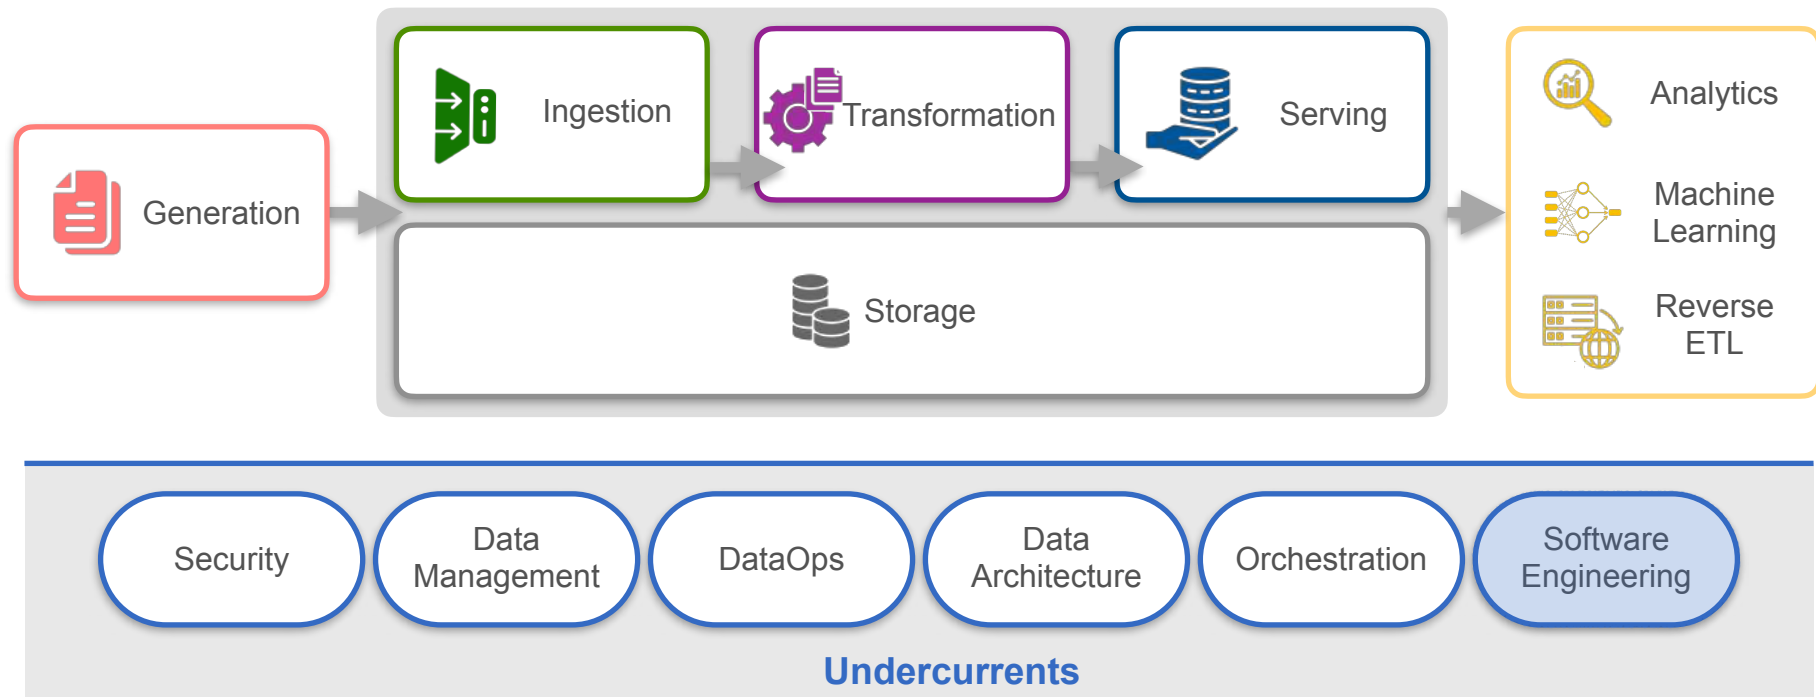 Ingestion
Transformation
Serving
Generation
Storage
Analytics
Machine
Learning
Reverse
ETL
Security
Data
Management
DataOps
Data
Architecture
Orchestration
Software
Engineering
Undercurrents